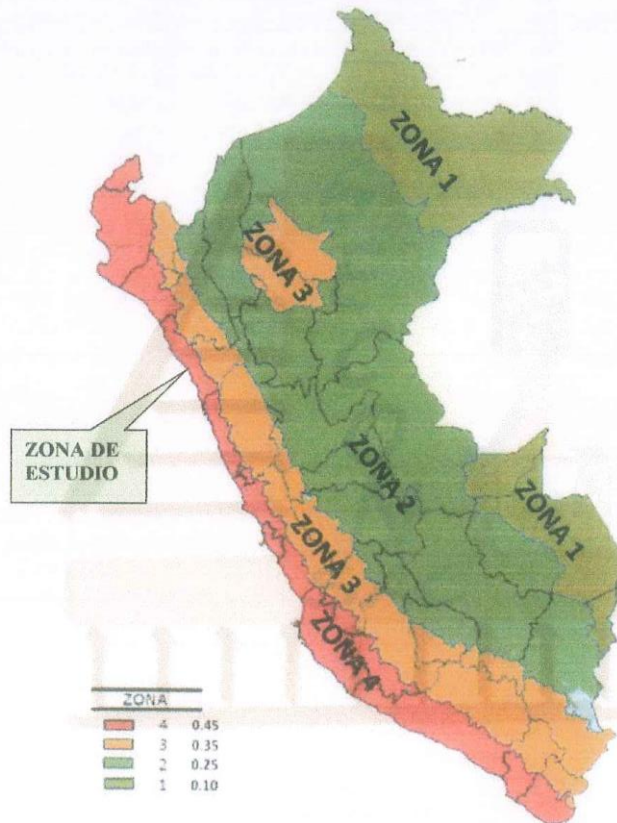 ZONA 1
ZONA 3
ZONA DE
ESTUDIO
ZONA 2
ZONA 1
ZONA 3
ZONA 4
ZONA
4 0.45
3 0.35
2 0.25
1 0.10